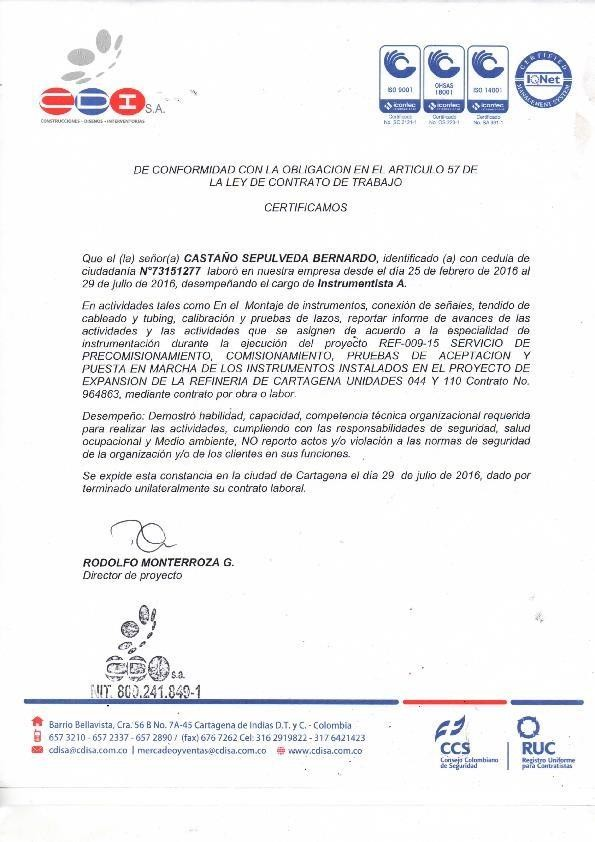 CDI S.A.
CONSTRUCCIONES - DISEÑOS - INTERVENTORIAS
ISO 9001
OHSAS 18001
ISO 14001
icontec
icontec
icontec
Certificado
Certificado
Certificado
CERTIFIED
IQNet
MANAGEMENT SYSTEM
DE CONFORMIDAD CON LA OBLIGACION EN EL ARTICULO 57 DE
LA LEY DE CONTRATO DE TRABAJO
CERTIFICAMOS
Que el (la) señor(a) CASTAÑO SEPULVEDA BERNARDO, identificado (a) con cedula de
ciudadanía N°73151277 laboró en nuestra empresa desde el día 25 de febrero de 2016 al
29 de julio de 2016, desempeñando el cargo de Instrumentista A.
En actividades tales como En el Montaje de instrumentos, conexión de señales, tendido de
cableado y tubing, calibración y pruebas de lazos, reportar informe de avances de las
actividades y las actividades que se asignen de acuerdo a la especialidad de
instrumentación durante la ejecución del proyecto REF-009-15 SERVICIO DE
PRECOMISIONAMIENTO, COMISIONAMIENTO, PRUEBAS DE ACEPTACION Y
PUESTA EN MARCHA DE LOS INSTRUMENTOS INSTALADOS EN EL PROYECTO DE
EXPANSION DE LA REFINERIA DE CARTAGENA UNIDADES 044 Y 110 Contrato No.
964863, mediante contrato por obra o labor.
Desempeño: Demostró habilidad, capacidad, competencia técnica organizacional requerida
para realizar las actividades, cumpliendo con las responsabilidades de seguridad, salud
ocupacional y Medio ambiente, NO reporto actos y/o violación a las normas de seguridad
de la organización y/o de los clientes en sus funciones.
Se expide esta constancia en la ciudad de Cartagena el día 29 de julio de 2016, dado por
terminado unilateralmente su contrato laboral.
RODOLFO MONTERROZA G.
Director de proyecto
s.a.
NIT. 800.241.849-1
Barrio Bellavista, Cra. 56 B No. 7A-45 Cartagena de Indias D.T. y C. - Colombia
657 3210 - 657 2337 - 657 2890 / (fax) 676 7262 Cel: 316 2919822 - 317 6421423
cdisa@cdisa.com.co | mercadeoyventas@cdisa.com.co www.cdisa.com.co
CCS
Consejo Colombiano
de Seguridad
RUC
Registro Uniforme
para Contratistas